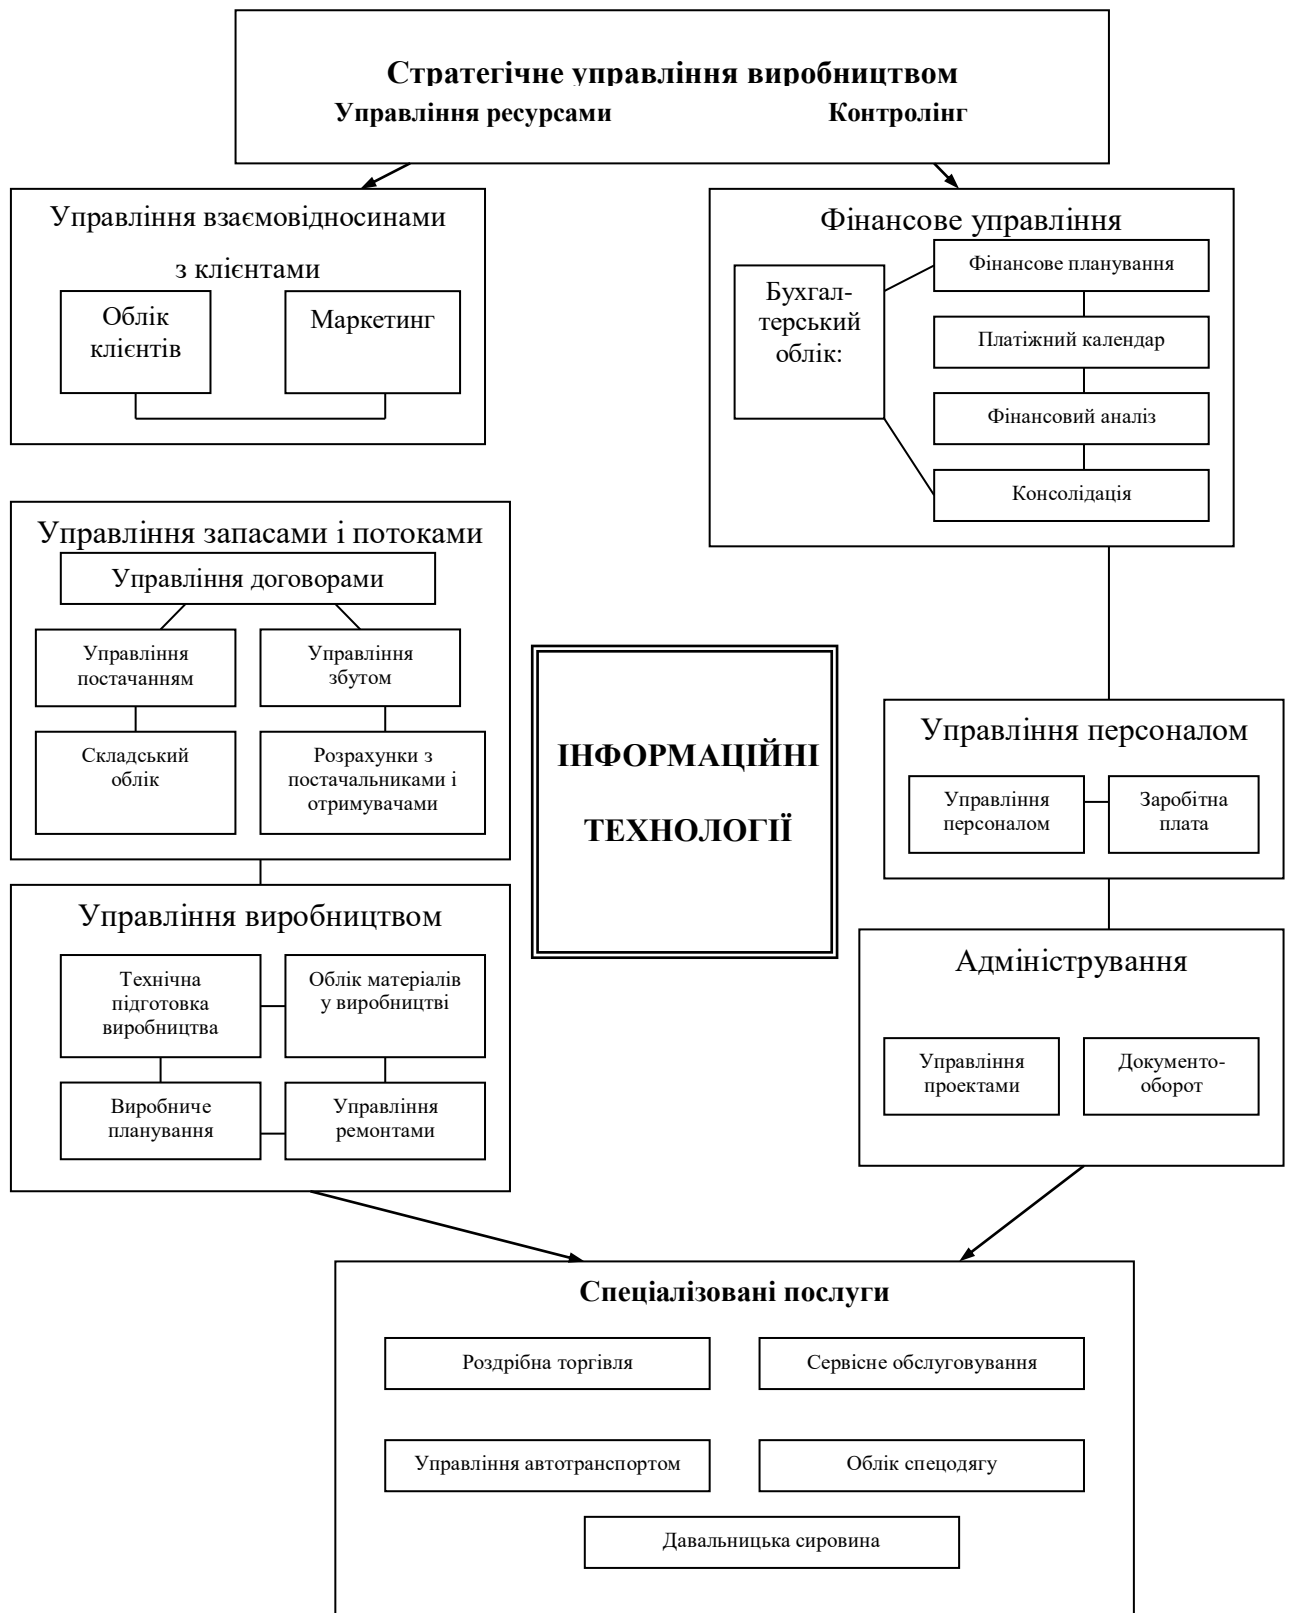 Стратегічне управління виробництвом
Управління ресурсами Контролінг
Управління взаємовідносинами
з клієнтами
Облік
клієнтів
Маркетинг
Фінансове управління
Бухгал-
терський
облік:
Фінансове планування
Платіжний календар
Фінансовий аналіз
Консолідація
Управління запасами і потоками
Управління договорами
Управління
постачанням
Управління
збутом
Складський
облік
Розрахунки з
постачальниками і
отримувачами
ІНФОРМАЦІЙНІ
ТЕХНОЛОГІЇ
Управління персоналом
Управління
персоналом
Заробітна
плата
Управління виробництвом
Технічна
підготовка
виробництва
Облік матеріалів
у виробництві
Виробниче
планування
Управління
ремонтами
Адміністрування
Управління
проектами
Документо-
оборот
Спеціалізовані послуги
Роздрібна торгівля
Сервісне обслуговування
Управління автотранспортом
Облік спецодягу
Давальницька сировина